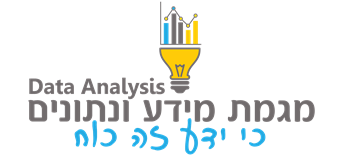 Data Analysis
מגמת מידע ונתונים
כי ידע זה כוח